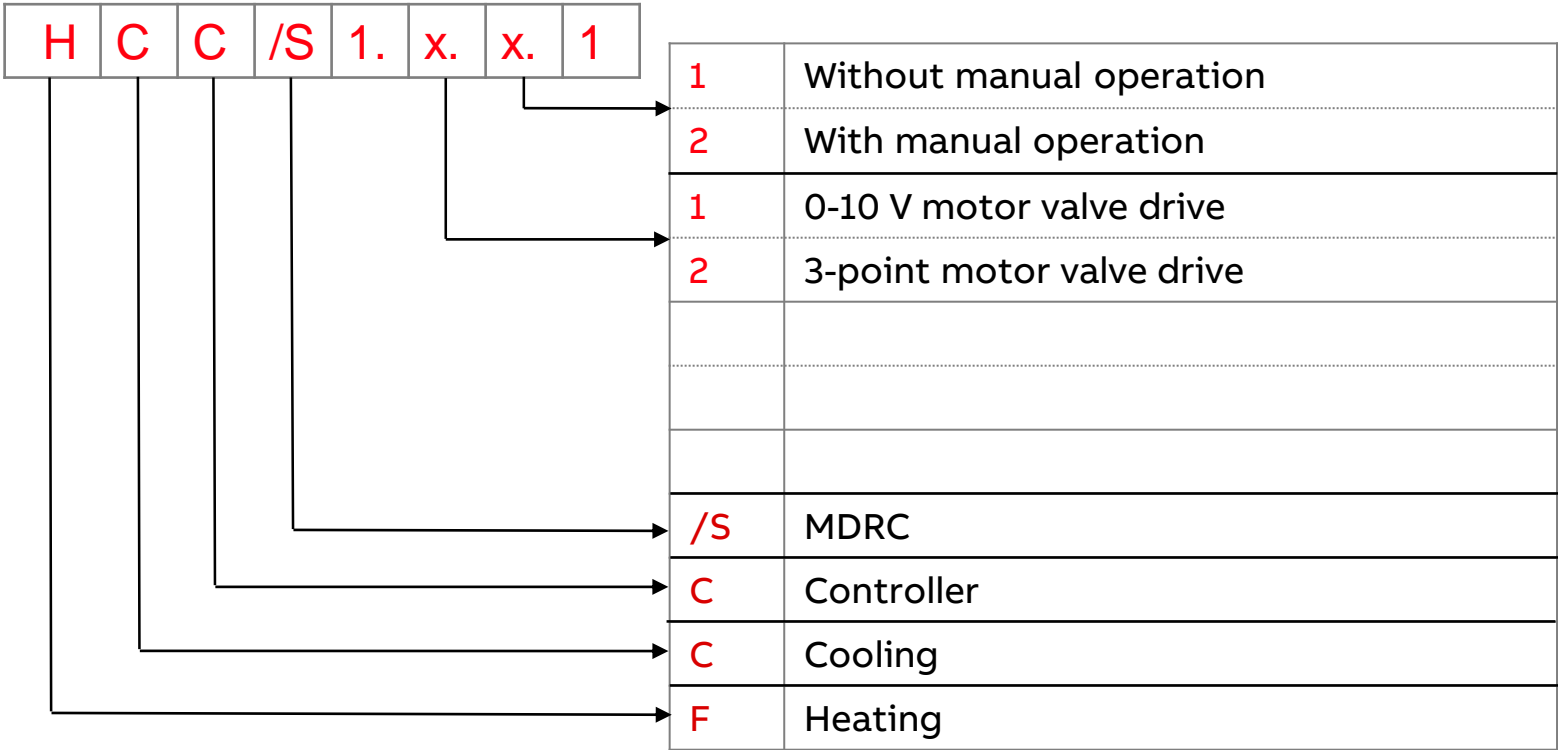 H C C /S 1. x. x. 1
1 Without manual operation
2 With manual operation
1 0-10 V motor valve drive
2 3-point motor valve drive
/S MDRC
C Controller
C Cooling
F Heating